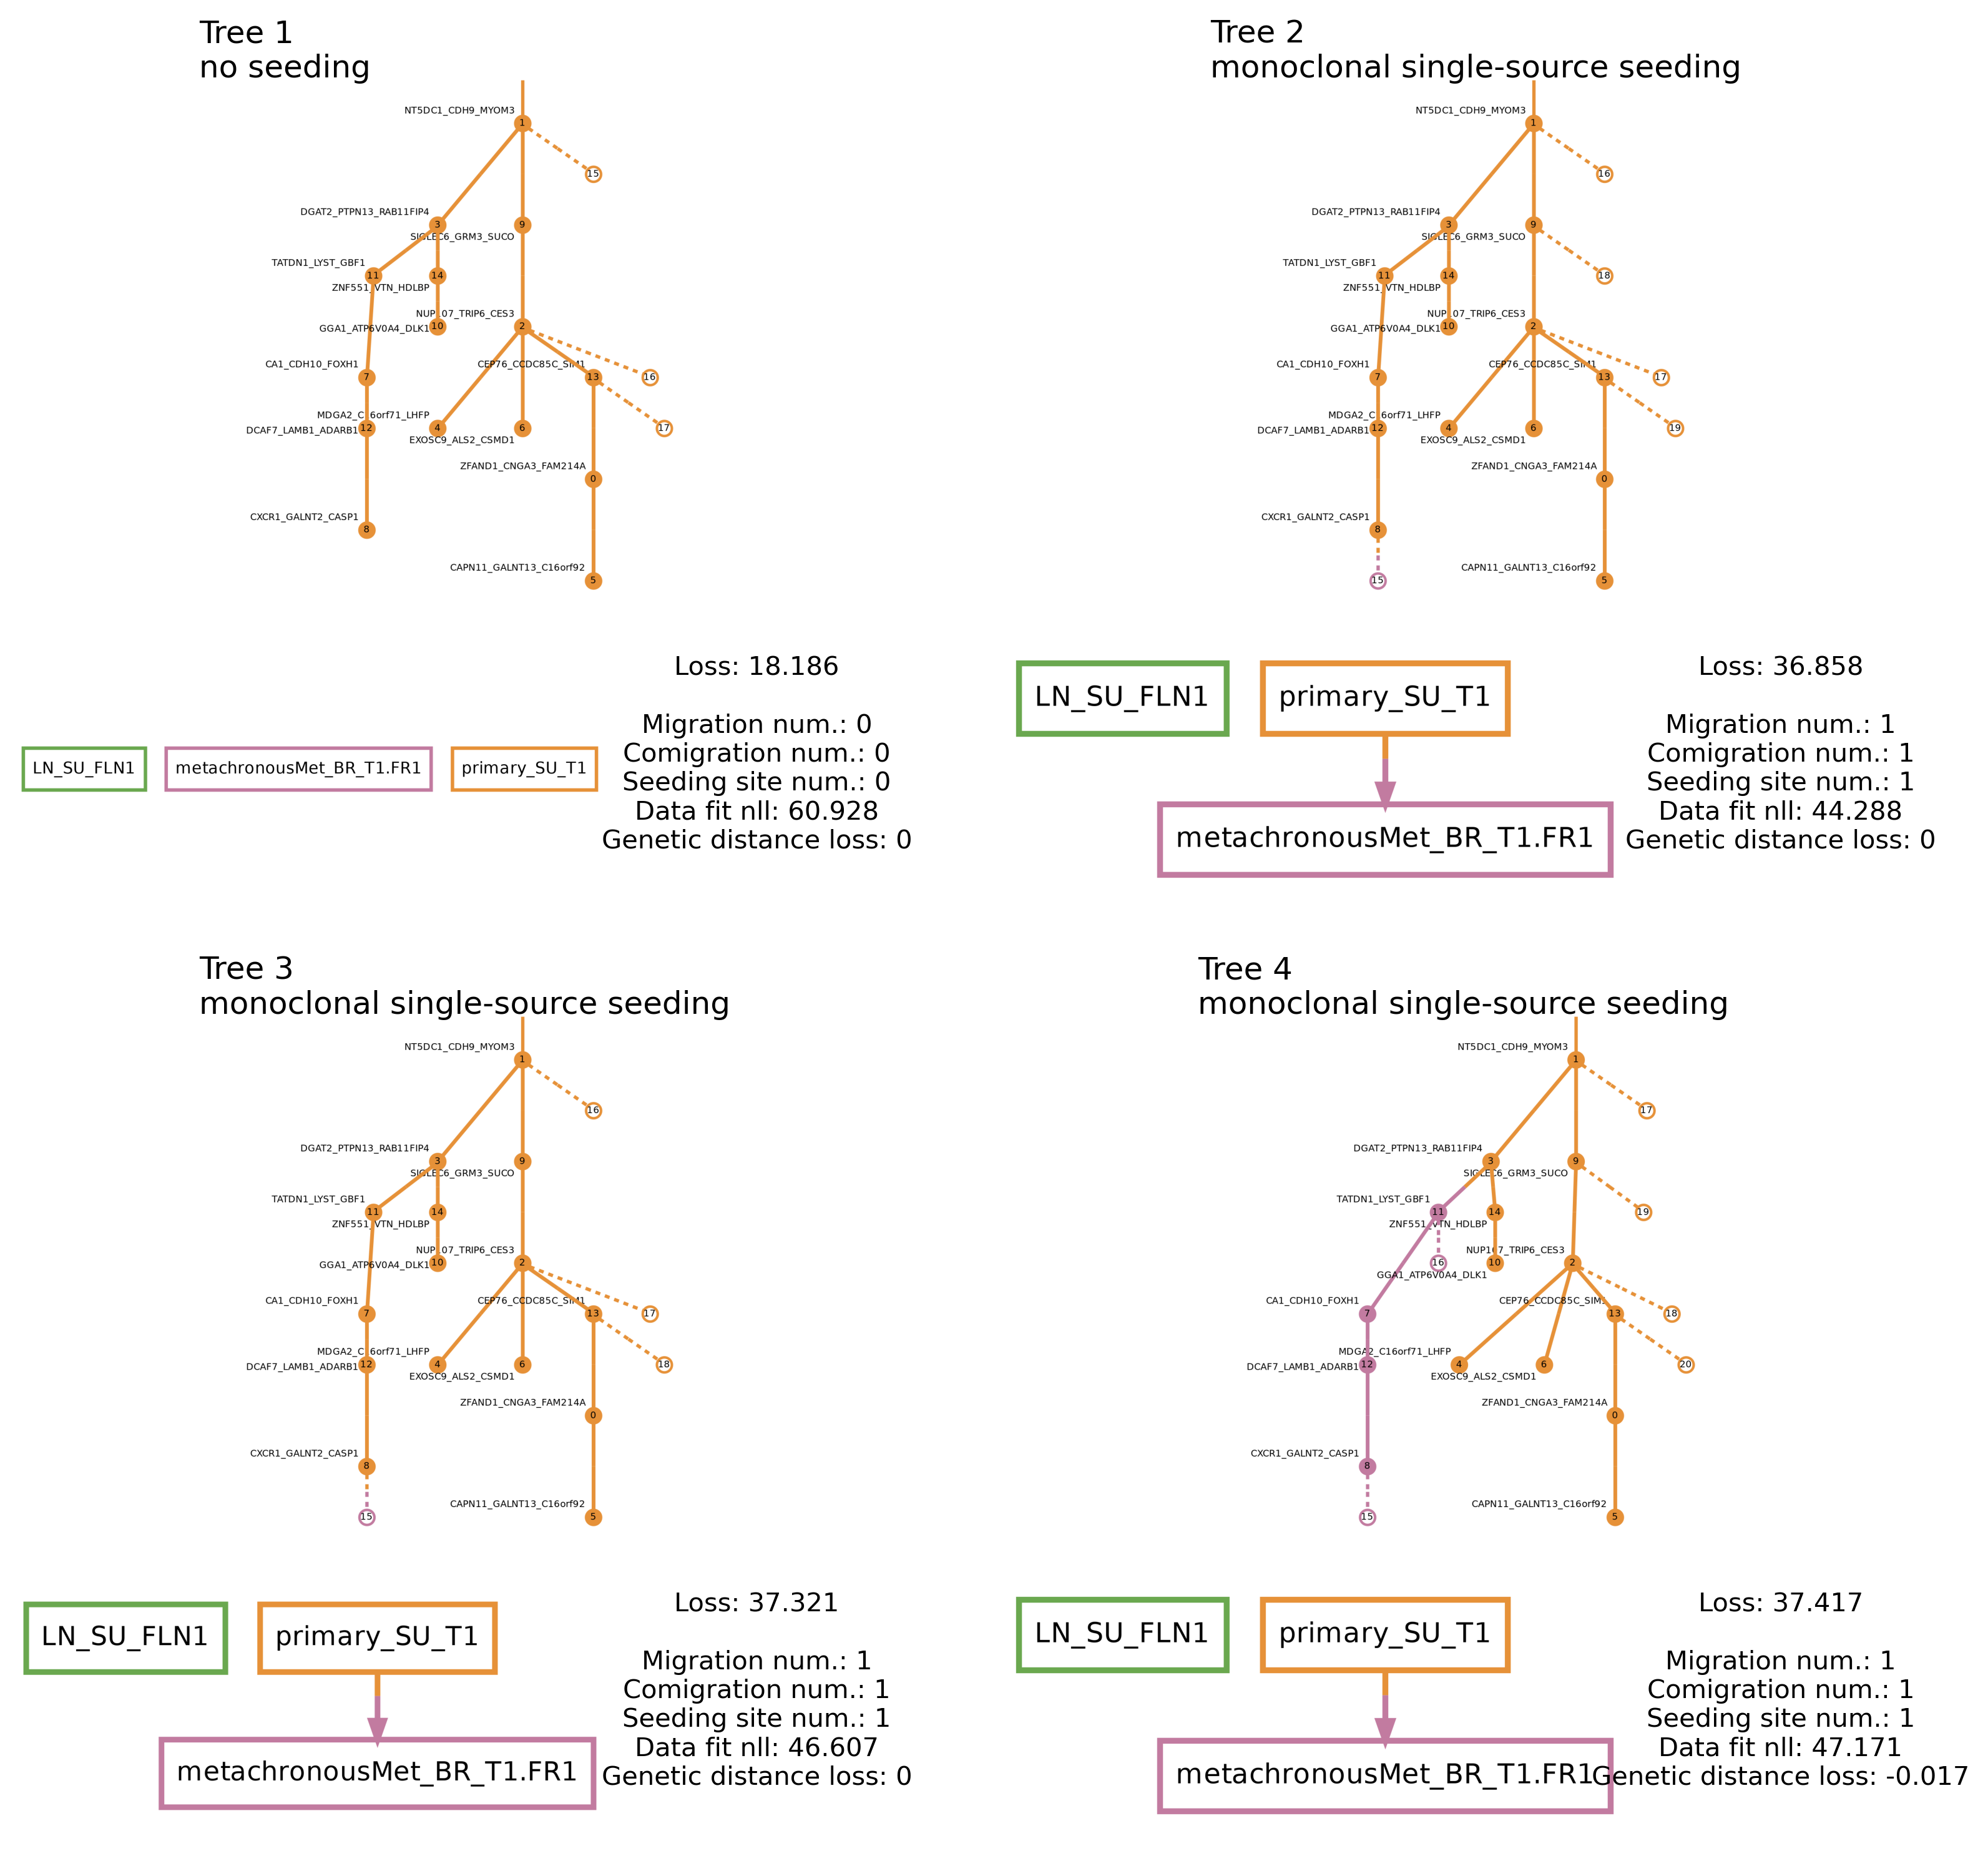 Tree 1
no seeding
NT5DC1_CDH9_MYOM3
1
15
DGAT2_PTPN13_RAB11FIP4
3
9
SIGLEC6_GRM3_SUCO
TATDN1_LYST_GBF1
11
14
ZNF551_VTN_HDLBP
NUP107_TRIP6_CES3
GGA1_ATP6V0A4_DLK1
10
2
CA1_CDH10_FOXH1
7
CEP76_CCDC85C_SIM1
13
16
MDGA2_C16orf71_LHFP
DCAF7_LAMB1_ADARB1
12
4
6
17
EXOSC9_ALS2_CSMD1
ZFAND1_CNGA3_FAM214A
0
CXCR1_GALNT2_CASP1
8
CAPN11_GALNT13_C16orf92
5
LN_SU_FLN1
metachronousMet_BR_T1.FR1
primary_SU_T1
Loss: 18.186
Migration num.: 0
Comigration num.: 0
Seeding site num.: 0
Data fit nll: 60.928
Genetic distance loss: 0
Tree 2
monoclonal single-source seeding
NT5DC1_CDH9_MYOM3
1
16
DGAT2_PTPN13_RAB11FIP4
3
9
SIGLEC6_GRM3_SUCO
TATDN1_LYST_GBF1
11
14
18
ZNF551_VTN_HDLBP
NUP107_TRIP6_CES3
GGA1_ATP6V0A4_DLK1
10
2
CA1_CDH10_FOXH1
7
CEP76_CCDC85C_SIM1
13
17
MDGA2_C16orf71_LHFP
DCAF7_LAMB1_ADARB1
12
4
6
19
EXOSC9_ALS2_CSMD1
ZFAND1_CNGA3_FAM214A
0
CXCR1_GALNT2_CASP1
8
CAPN11_GALNT13_C16orf92
15
5
LN_SU_FLN1
primary_SU_T1
metachronousMet_BR_T1.FR1
Loss: 36.858
Migration num.: 1
Comigration num.: 1
Seeding site num.: 1
Data fit nll: 44.288
Genetic distance loss: 0
Tree 3
monoclonal single-source seeding
NT5DC1_CDH9_MYOM3
1
16
DGAT2_PTPN13_RAB11FIP4
3
9
SIGLEC6_GRM3_SUCO
TATDN1_LYST_GBF1
11
14
ZNF551_VTN_HDLBP
NUP107_TRIP6_CES3
GGA1_ATP6V0A4_DLK1
10
2
CA1_CDH10_FOXH1
7
CEP76_CCDC85C_SIM1
13
17
MDGA2_C16orf71_LHFP
DCAF7_LAMB1_ADARB1
12
4
6
18
EXOSC9_ALS2_CSMD1
ZFAND1_CNGA3_FAM214A
0
CXCR1_GALNT2_CASP1
8
CAPN11_GALNT13_C16orf92
15
5
LN_SU_FLN1
primary_SU_T1
metachronousMet_BR_T1.FR1
Loss: 37.321
Migration num.: 1
Comigration num.: 1
Seeding site num.: 1
Data fit nll: 46.607
Genetic distance loss: 0
Tree 4
monoclonal single-source seeding
NT5DC1_CDH9_MYOM3
1
17
DGAT2_PTPN13_RAB11FIP4
3
9
SIGLEC6_GRM3_SUCO
TATDN1_LYST_GBF1
11
14
19
ZNF551_VTN_HDLBP
NUP107_TRIP6_CES3
16
10
2
GGA1_ATP6V0A4_DLK1
CA1_CDH10_FOXH1
7
CEP76_CCDC85C_SIM1
13
18
MDGA2_C16orf71_LHFP
DCAF7_LAMB1_ADARB1
12
4
6
20
EXOSC9_ALS2_CSMD1
ZFAND1_CNGA3_FAM214A
0
CXCR1_GALNT2_CASP1
8
CAPN11_GALNT13_C16orf92
15
5
LN_SU_FLN1
primary_SU_T1
metachronousMet_BR_T1.FR1
Loss: 37.417
Migration num.: 1
Comigration num.: 1
Seeding site num.: 1
Data fit nll: 47.171
Genetic distance loss: -0.017